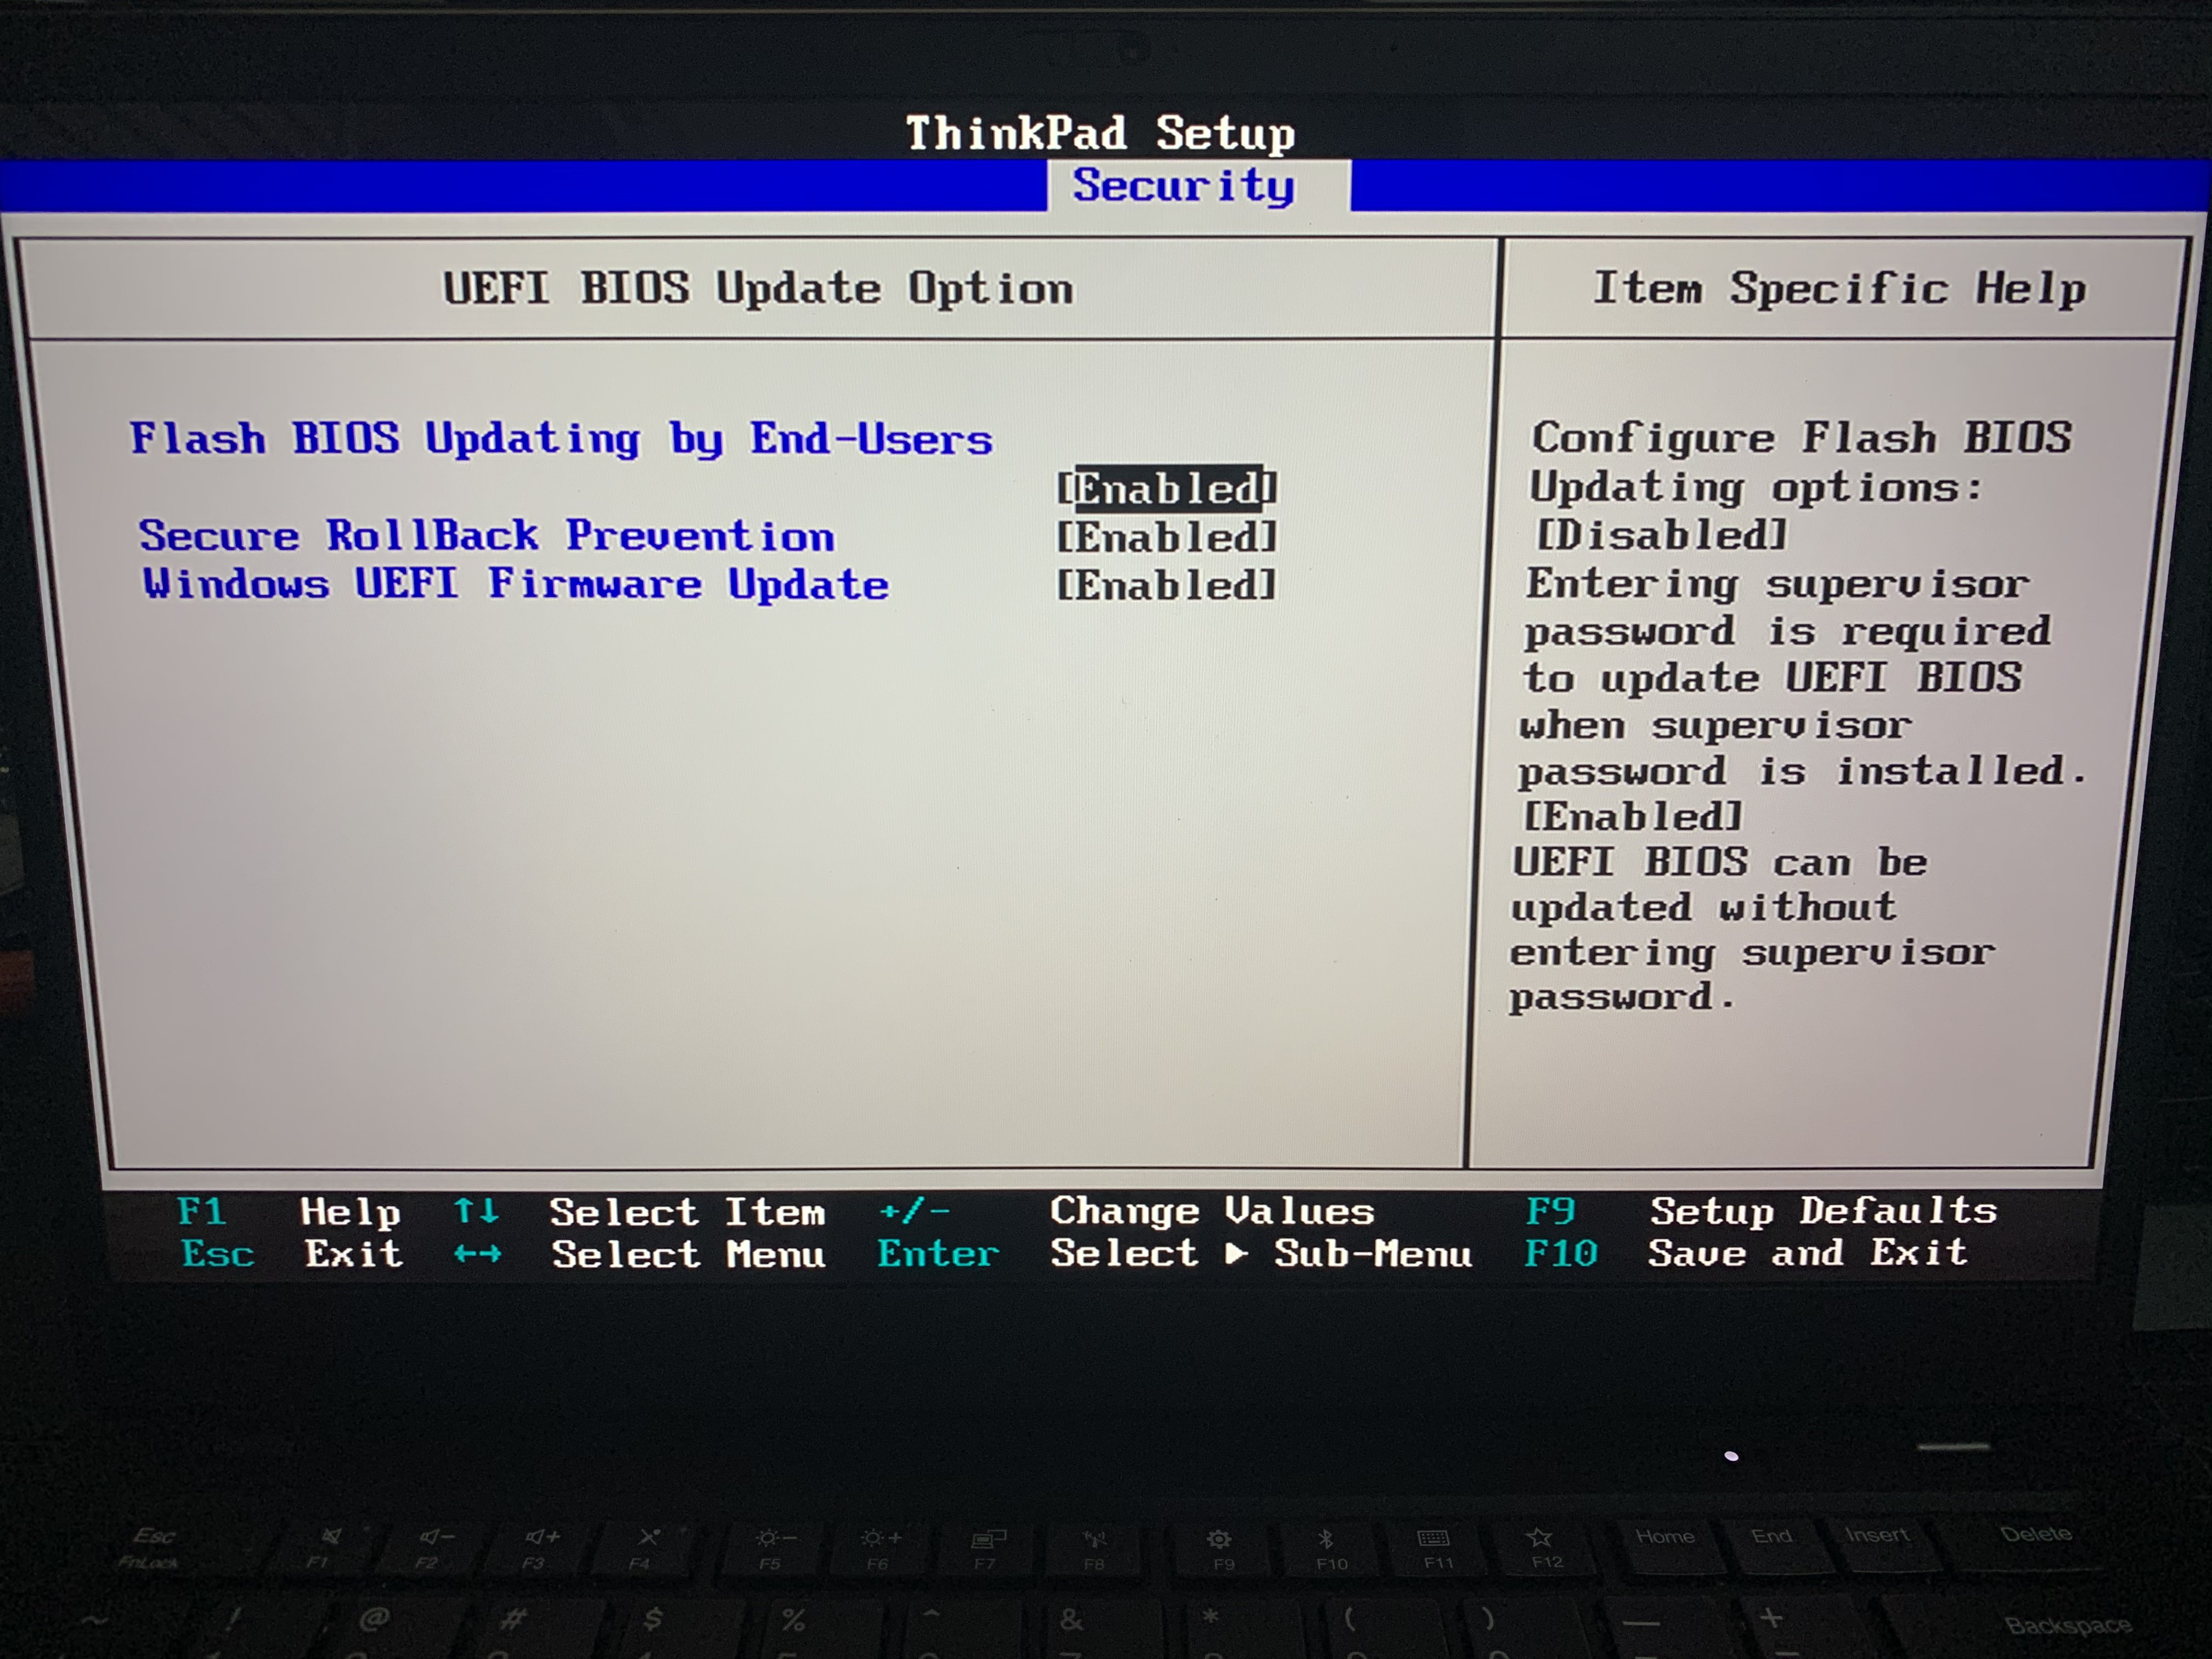 ThinkPad Setup
Security
UEFI BIOS Update Option
Item Specific Help
Flash BIOS Updating by End-Users
[Enabled]
Secure RollBack Prevention [Enabled]
Windows UEFI Firmware Update [Enabled]
Configure Flash BIOS
Updating options:
[Disabled]
Entering supervisor
password is required
to update UEFI BIOS
when supervisor
password is installed.
[Enabled]
UEFI BIOS can be
updated without
entering supervisor
password.
F1 Help ↑↓ Select Item +/- Change Values F9 Setup Defaults
Esc Exit ←→ Select Menu Enter Select ▶ Sub-Menu F10 Save and Exit
Esc Home End Insert Delete
FnLock F1 F2 F3 F4 F5 F6 F7 F8 F9 F10 F11 F12
~ ! @ # $ % ^ & * ( ) — + Backspace